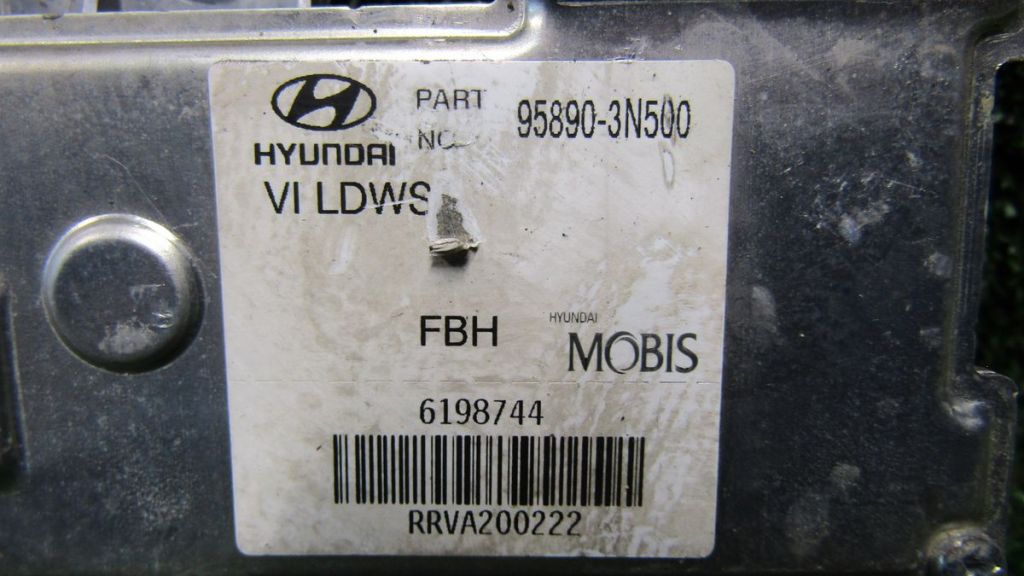 HYUNDAI
PART NO. 95890-3N500
VI LDWS
FBH
HYUNDAI
MOBIS
6198744
RRVA200222